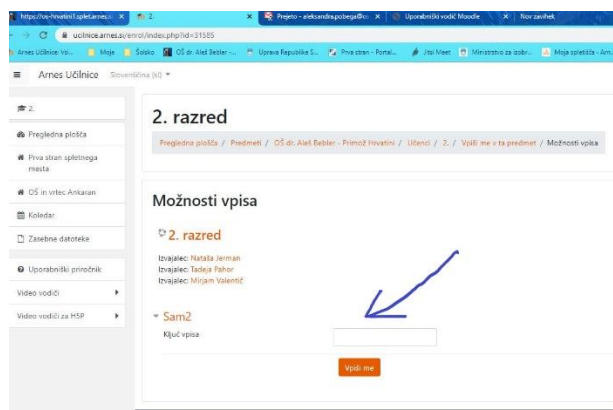 https://os-hrvatini1.splet.arnes.si
2.
Prejeto - aleksandra.pobega@os
Uporabniški vodič Moodle
Nov zavihek
ucilnice.arnes.si/enrol/index.php?id=31585
Arnes Učilnice: Vpi...
Moje
Šolsko
OŠ dr. Aleš Bebler -...
Uprava Republike S...
Prva stran - Portal...
Jitsi Meet
Ministrstvo za izobr...
Moja spletišča - Arn...
Arnes Učilnice
Slovenščina (sl)
2.
Pregledna plošča
Prva stran spletnega
mesta
OŠ in vrtec Ankaran
Koledar
Zasebne datoteke
Uporabniški priročnik
Video vodiči
Video vodiči za H5P
2. razred
Pregledna plošča / Predmeti / OŠ dr. Aleš Bebler - Primož Hrvatini / Učenci / 2. / Vpiši me v ta predmet / Možnosti vpisa
Možnosti vpisa
2. razred
Izvajalec: Nataša Jerman
Izvajalec: Tadeja Pahor
Izvajalec: Mirjam Valentič
Sam2
Ključ vpisa
Vpiši me